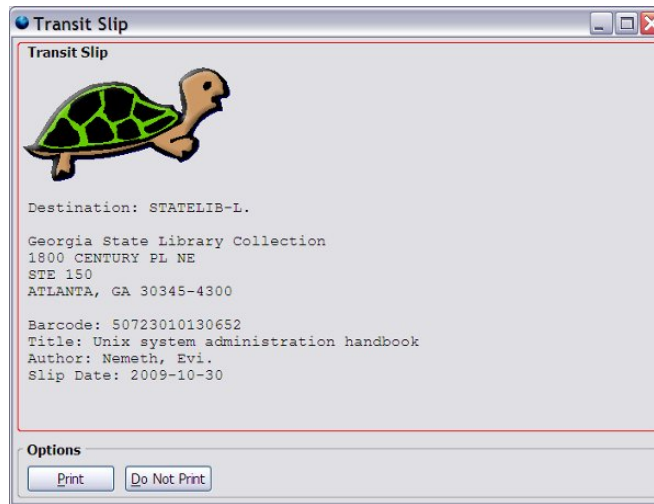 Transit Slip
Transit Slip
Destination: STATELIB-L.
Georgia State Library Collection
1800 CENTURY PL NE
STE 150
ATLANTA, GA 30345-4300
Barcode: 50723010130652
Title: Unix system administration handbook
Author: Nemeth, Evi.
Slip Date: 2009-10-30
Options
Print
Do Not Print